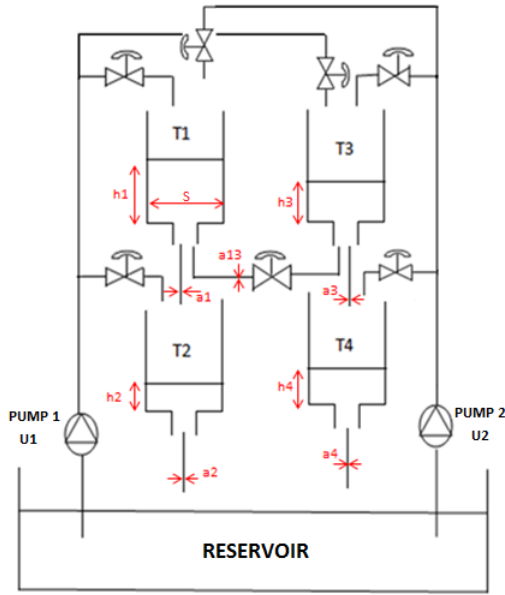 T1
T3
h1
S
h3
a13
a1
a3
T2
T4
h2
h4
PUMP 1
U1
PUMP 2
U2
a2
a4
RESERVOIR